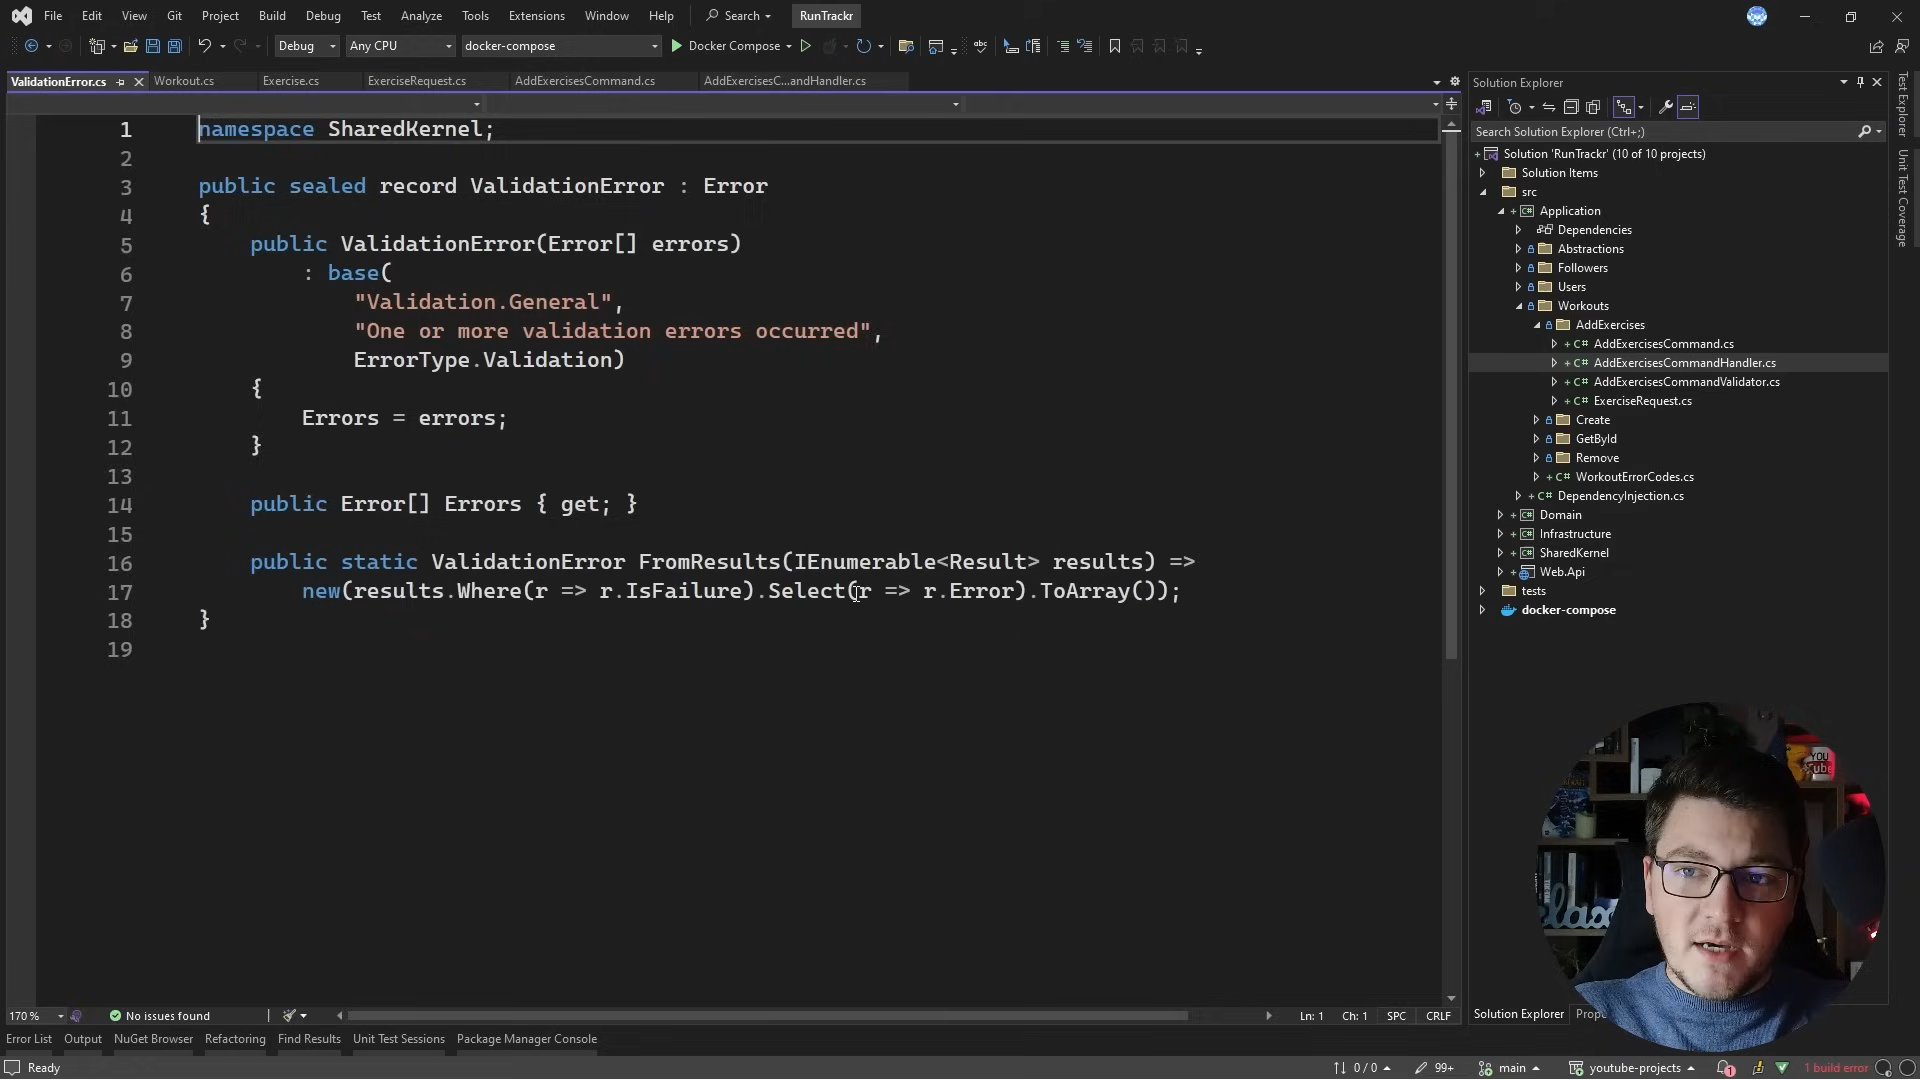 File Edit View Git Project Build Debug Test Analyze Tools Extensions Window Help Search RunTrackr
Debug Any CPU docker-compose Docker Compose
ValidationError.cs Workout.cs Exercise.cs ExerciseRequest.cs AddExercisesCommand.cs AddExercisesC...andHandler.cs
1 namespace SharedKernel;
2
3 public sealed record ValidationError : Error
4 {
5 public ValidationError(Error[] errors)
6 : base(
7 "Validation.General",
8 "One or more validation errors occurred",
9 ErrorType.Validation)
10 {
11 Errors = errors;
12 }
13
14 public Error[] Errors { get; }
15
16 public static ValidationError FromResults(IEnumerable<Result> results) =>
17 new(results.Where(r => r.IsFailure).Select(r => r.Error).ToArray());
18 }
19
170 % No issues found Ln: 1 Ch: 1 SPC CRLF
Error List Output NuGet Browser Refactoring Find Results Unit Test Sessions Package Manager Console
Ready 0 / 0 99+ main youtube-projects 1 1 build error
Solution Explorer
Search Solution Explorer (Ctrl+;)
Solution 'RunTrackr' (10 of 10 projects)
Solution Items
src
Application
Dependencies
Abstractions
Followers
Users
Workouts
AddExercises
AddExercisesCommand.cs
AddExercisesCommandHandler.cs
AddExercisesCommandValidator.cs
ExerciseRequest.cs
Create
GetById
Remove
WorkoutErrorCodes.cs
DependencyInjection.cs
Domain
Infrastructure
SharedKernel
Web.Api
tests
docker-compose
Solution Explorer
Test Explorer
Unit Test Coverage
YOU
Tube